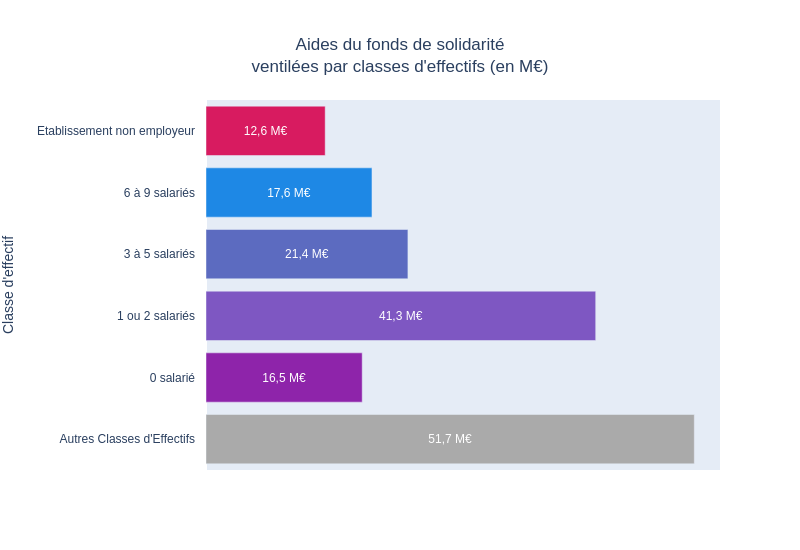 Aides du fonds de solidarité
ventilées par classes d'effectifs (en M€)
Classe d'effectif
Etablissement non employeur
12,6 M€
6 à 9 salariés
17,6 M€
3 à 5 salariés
21,4 M€
1 ou 2 salariés
41,3 M€
0 salarié
16,5 M€
Autres Classes d'Effectifs
51,7 M€